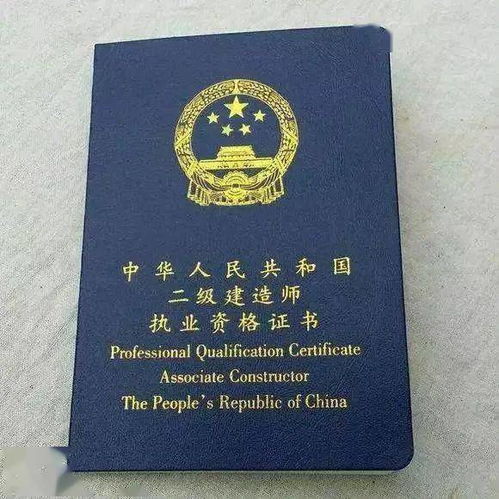 中华人民共和国
二级建造师
执业资格证书
Professional Qualification Certificate
Associate Constructor
The People's Republic of China